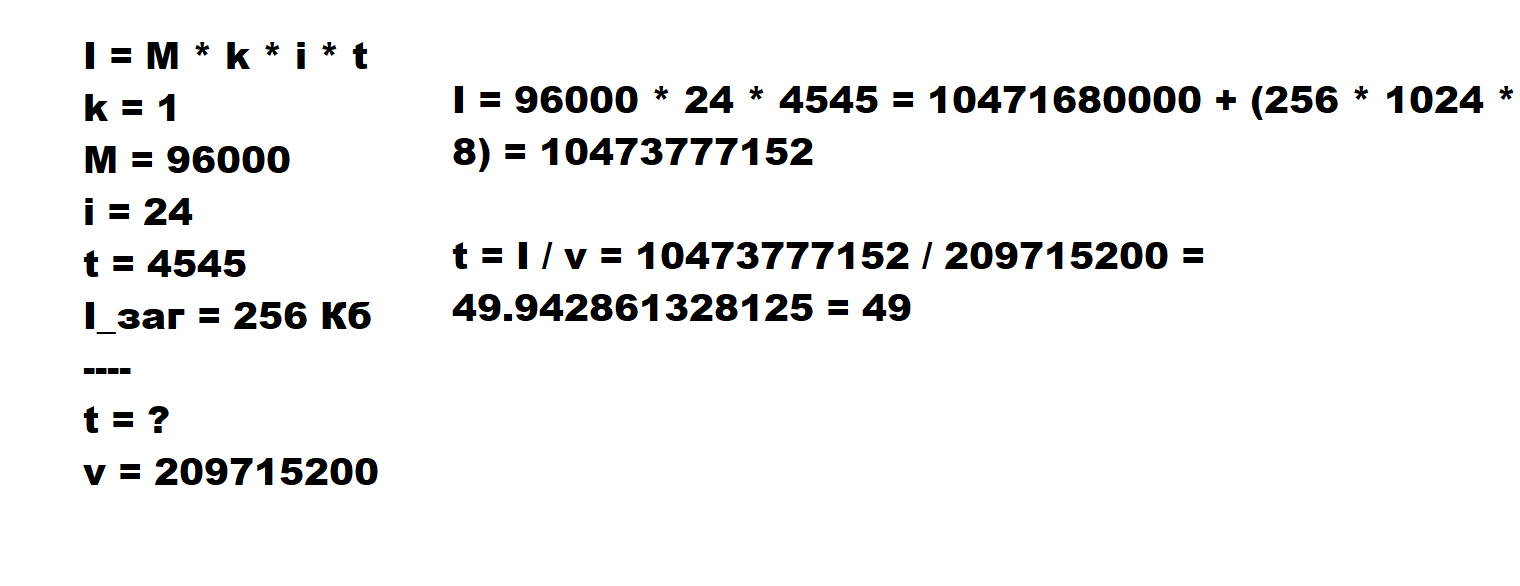 I = M * k * i * t
k = 1
M = 96000
i = 24
t = 4545
I_заг = 256 Кб
----
t = ?
v = 209715200
I = 96000 * 24 * 4545 = 10471680000 + (256 * 1024 *
8) = 10473777152
t = I / v = 10473777152 / 209715200 =
49.942861328125 = 49